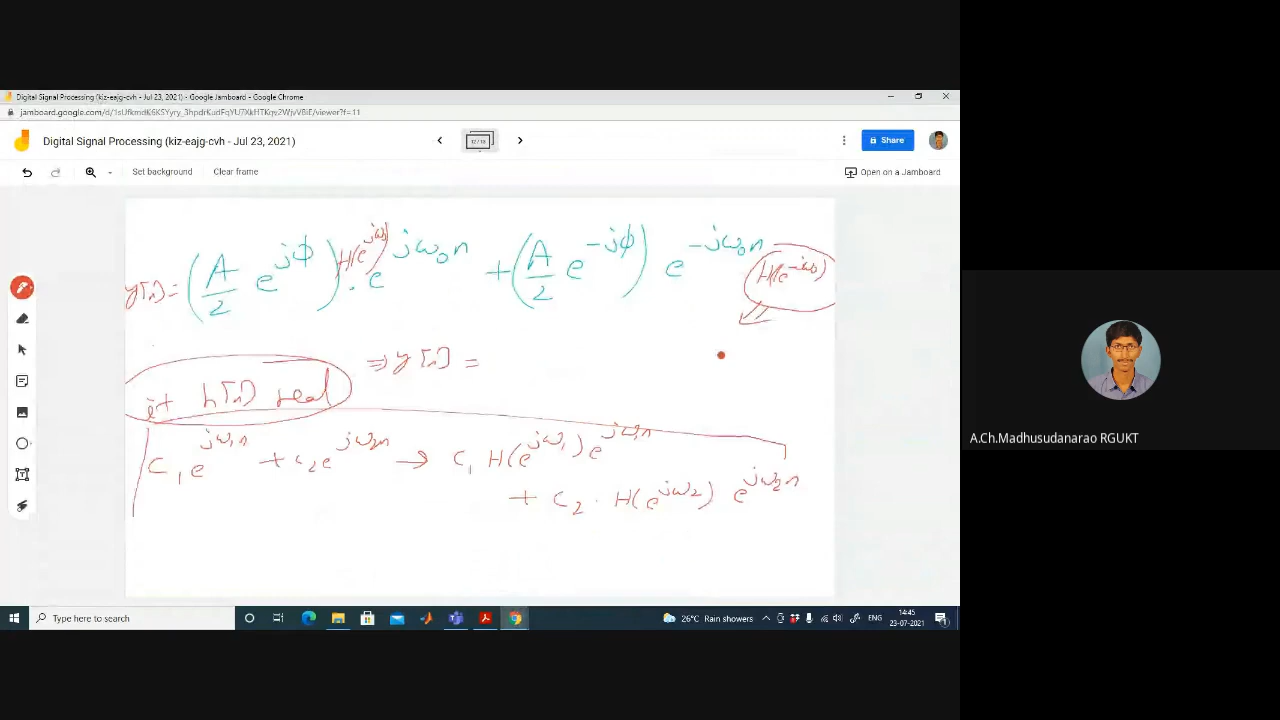 Digital Signal Processing (kiz-eajg-cvh - Jul 23, 2021) - Google Jamboard - Google Chrome
Digital Signal Processing (kiz-eajg-cvh - Jul 23, 2021)
12/18
Share
Set background
Clear frame
Open on a Jamboard
y[n] = (A/2 e^{jφ}) H(e^{jω0}) . e^{jω0n} + (A/2 e^{-jφ}) e^{-jω0n} H(e^{-jω0})
if h[n] real ⇒ y[n] =
C1 e^{jω1n} + C2 e^{jω2n} → C1 H(e^{jω1}) e^{jω1n}
+ C2 . H(e^{jω2}) e^{jω2n}
A.Ch.Madhusudanarao RGUKT
Type here to search
26°C Rain showers
ENG
14:45
23-07-2021